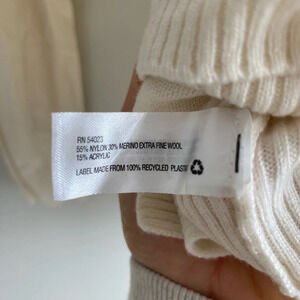 RN 54023
55% NYLON 30% MERINO EXTRA FINE WOOL
15% ACRYLIC
LABEL MADE FROM 100% RECYCLED PLASTIC